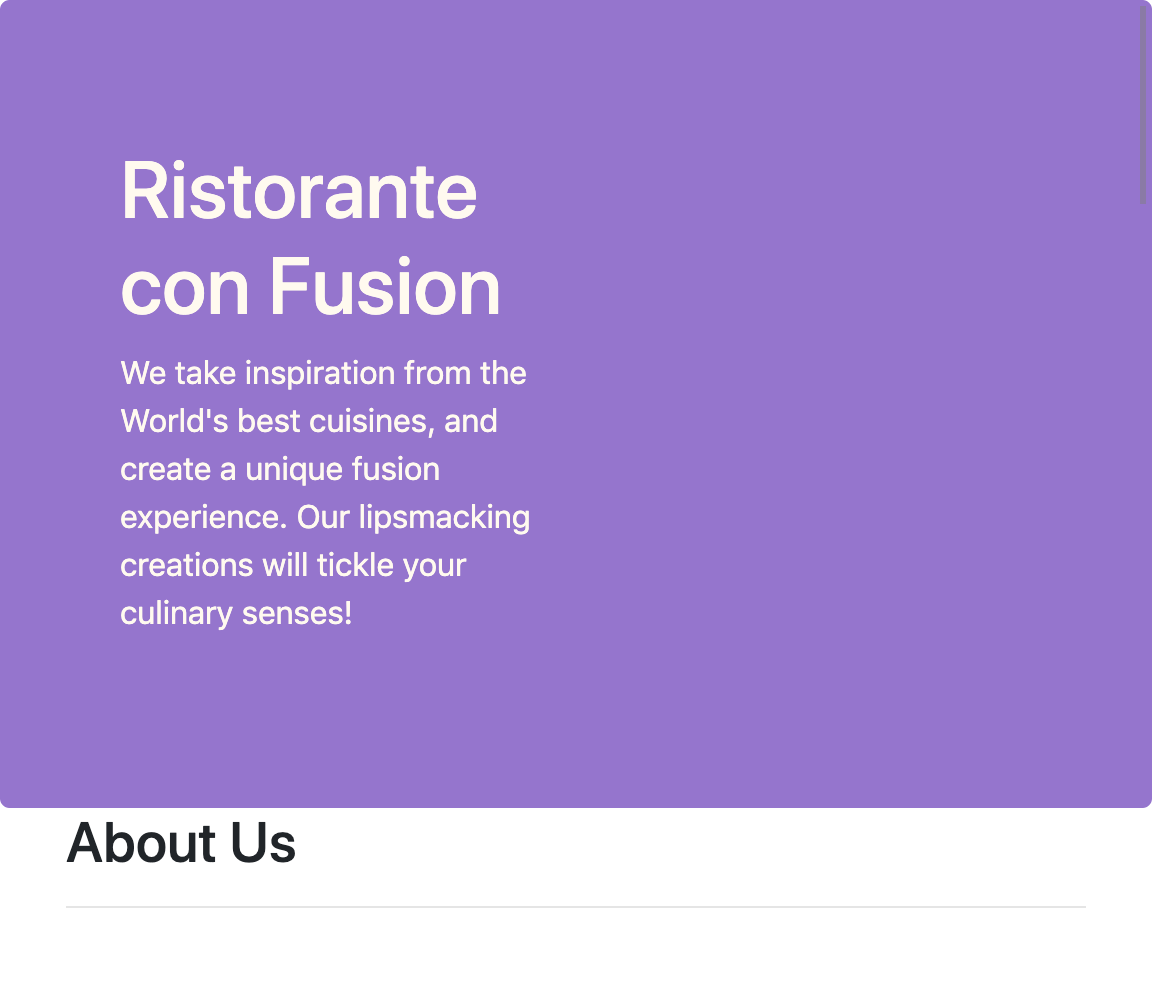 Ristorante
con Fusion
We take inspiration from the
World's best cuisines, and
create a unique fusion
experience. Our lipsmacking
creations will tickle your
culinary senses!
About Us